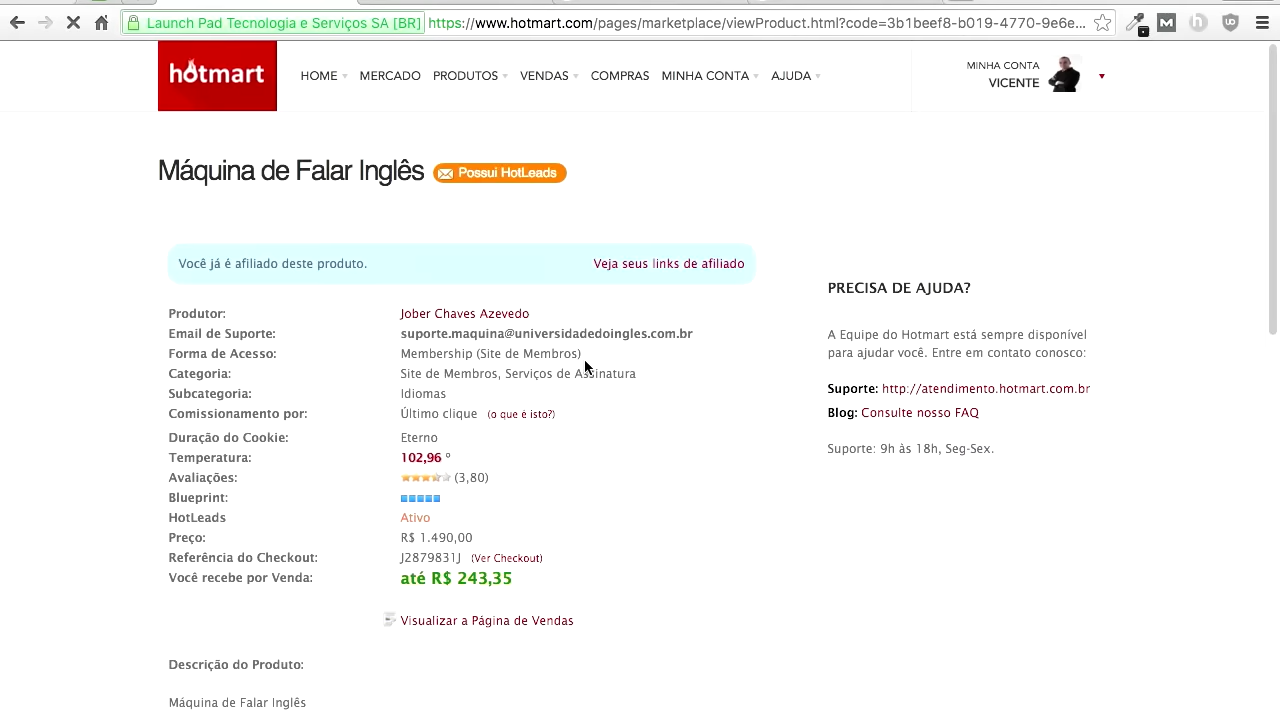 Launch Pad Tecnologia e Serviços SA [BR] https://www.hotmart.com/pages/marketplace/viewProduct.html?code=3b1beef8-b019-4770-9e6e...
hotmart
HOME MERCADO PRODUTOS VENDAS COMPRAS MINHA CONTA AJUDA
MINHA CONTA
VICENTE
Máquina de Falar Inglês Possui HotLeads
Você já é afiliado deste produto. Veja seus links de afiliado
Produtor: Jober Chaves Azevedo
Email de Suporte: suporte.maquina@universidadedoingles.com.br
Forma de Acesso: Membership (Site de Membros)
Categoria: Site de Membros, Serviços de Assinatura
Subcategoria: Idiomas
Comissionamento por: Último clique (o que é isto?)
Duração do Cookie: Eterno
Temperatura: 102,96 º
Avaliações: (3,80)
Blueprint:
HotLeads Ativo
Preço: R$ 1.490,00
Referência do Checkout: J2879831J (Ver Checkout)
Você recebe por Venda: até R$ 243,35
Visualizar a Página de Vendas
Descrição do Produto:
Máquina de Falar Inglês
PRECISA DE AJUDA?
A Equipe do Hotmart está sempre disponível
para ajudar você. Entre em contato conosco:
Suporte: http://atendimento.hotmart.com.br
Blog: Consulte nosso FAQ
Suporte: 9h às 18h, Seg-Sex.